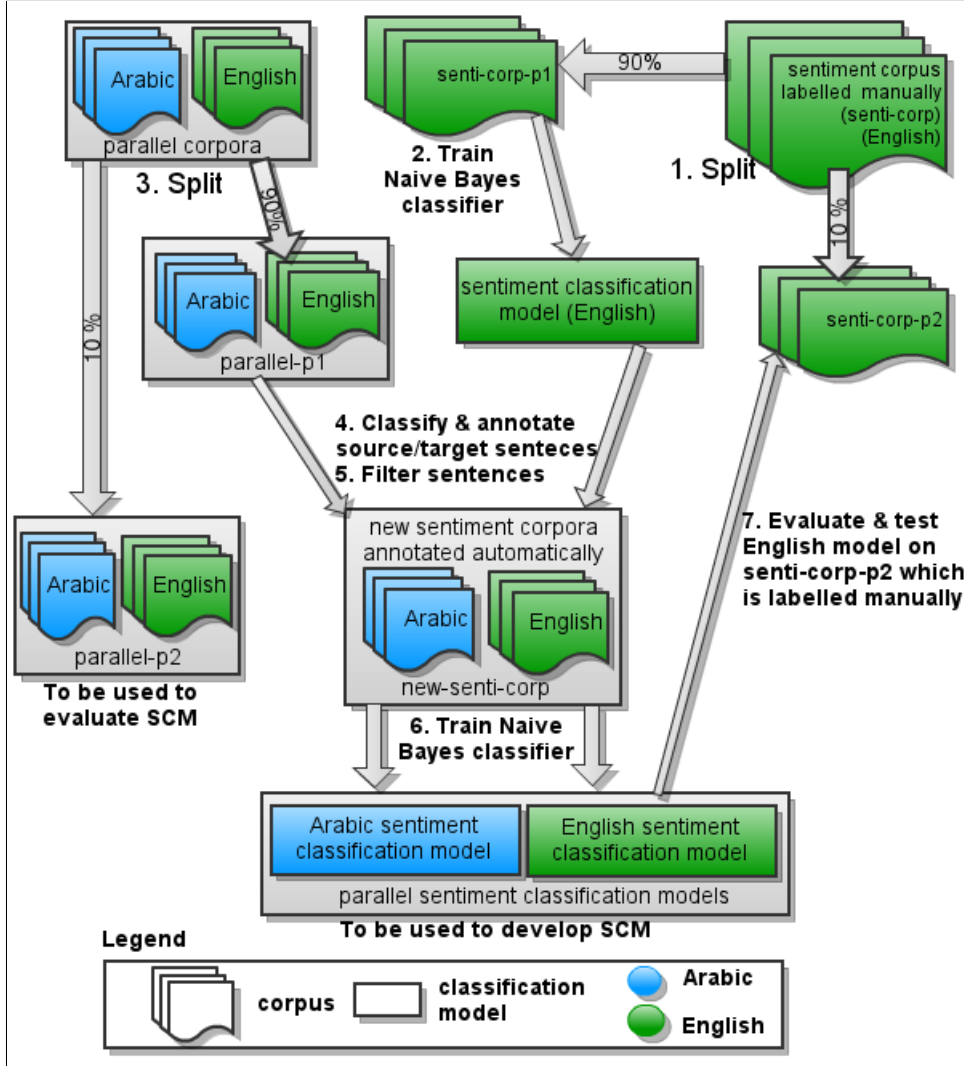 Arabic
English
parallel corpora
senti-corp-p1
90%
sentiment corpus
labelled manually
(senti-corp)
(English)
1. Split
10 %
senti-corp-p2
2. Train
Naive Bayes
classifier
sentiment classification
model (English)
3. Split
90%
10 %
Arabic
English
parallel-p1
4. Classify & annotate
source/target senteces
5. Filter sentences
Arabic
English
parallel-p2
To be used to
evaluate SCM
new sentiment corpora
annotated automatically
Arabic
English
new-senti-corp
7. Evaluate & test
English model on
senti-corp-p2 which
is labelled manually
6. Train Naive
Bayes classifier
Arabic sentiment
classification model
English sentiment
classification model
parallel sentiment classification models
To be used to develop SCM
Legend
corpus
classification
model
Arabic
English